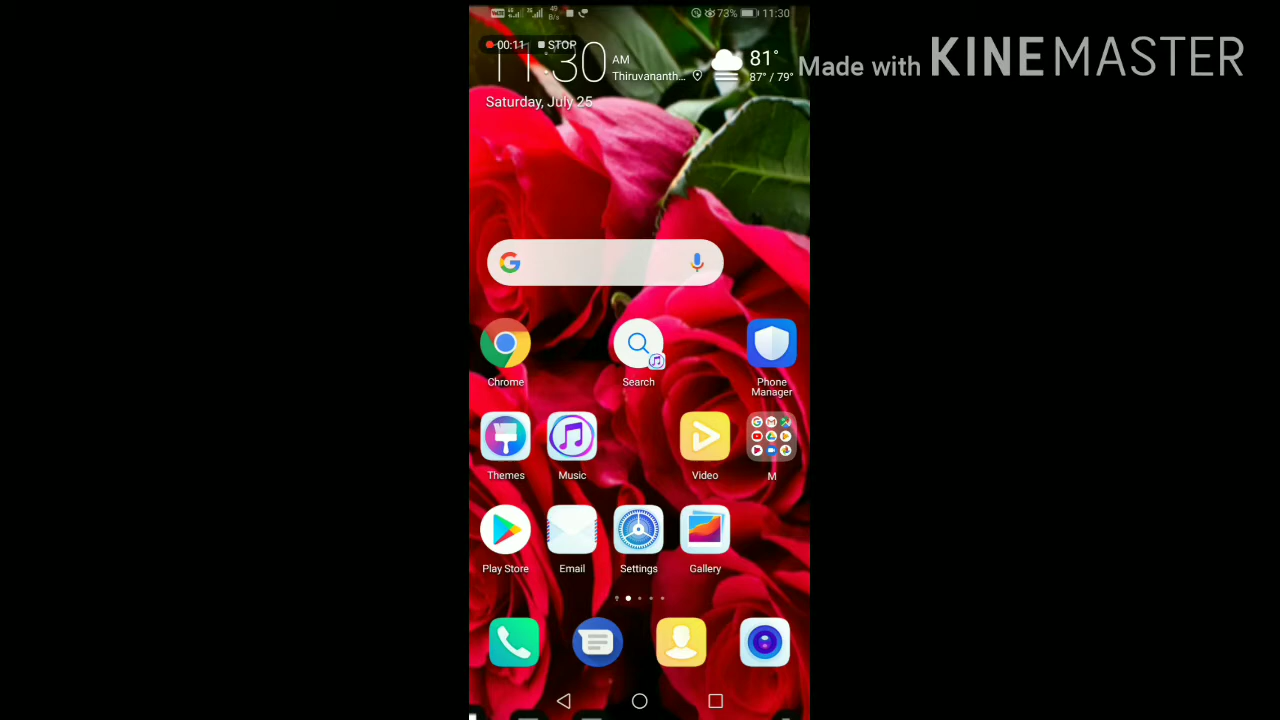 49
B/s
73% 11:30
00:11 STOP
11:30 AM
Thiruvananth...
81°
87° / 79°
Saturday, July 25
Made with KINEMASTER
Chrome
Search
Phone
Manager
Themes
Music
Video
M
Play Store
Email
Settings
Gallery